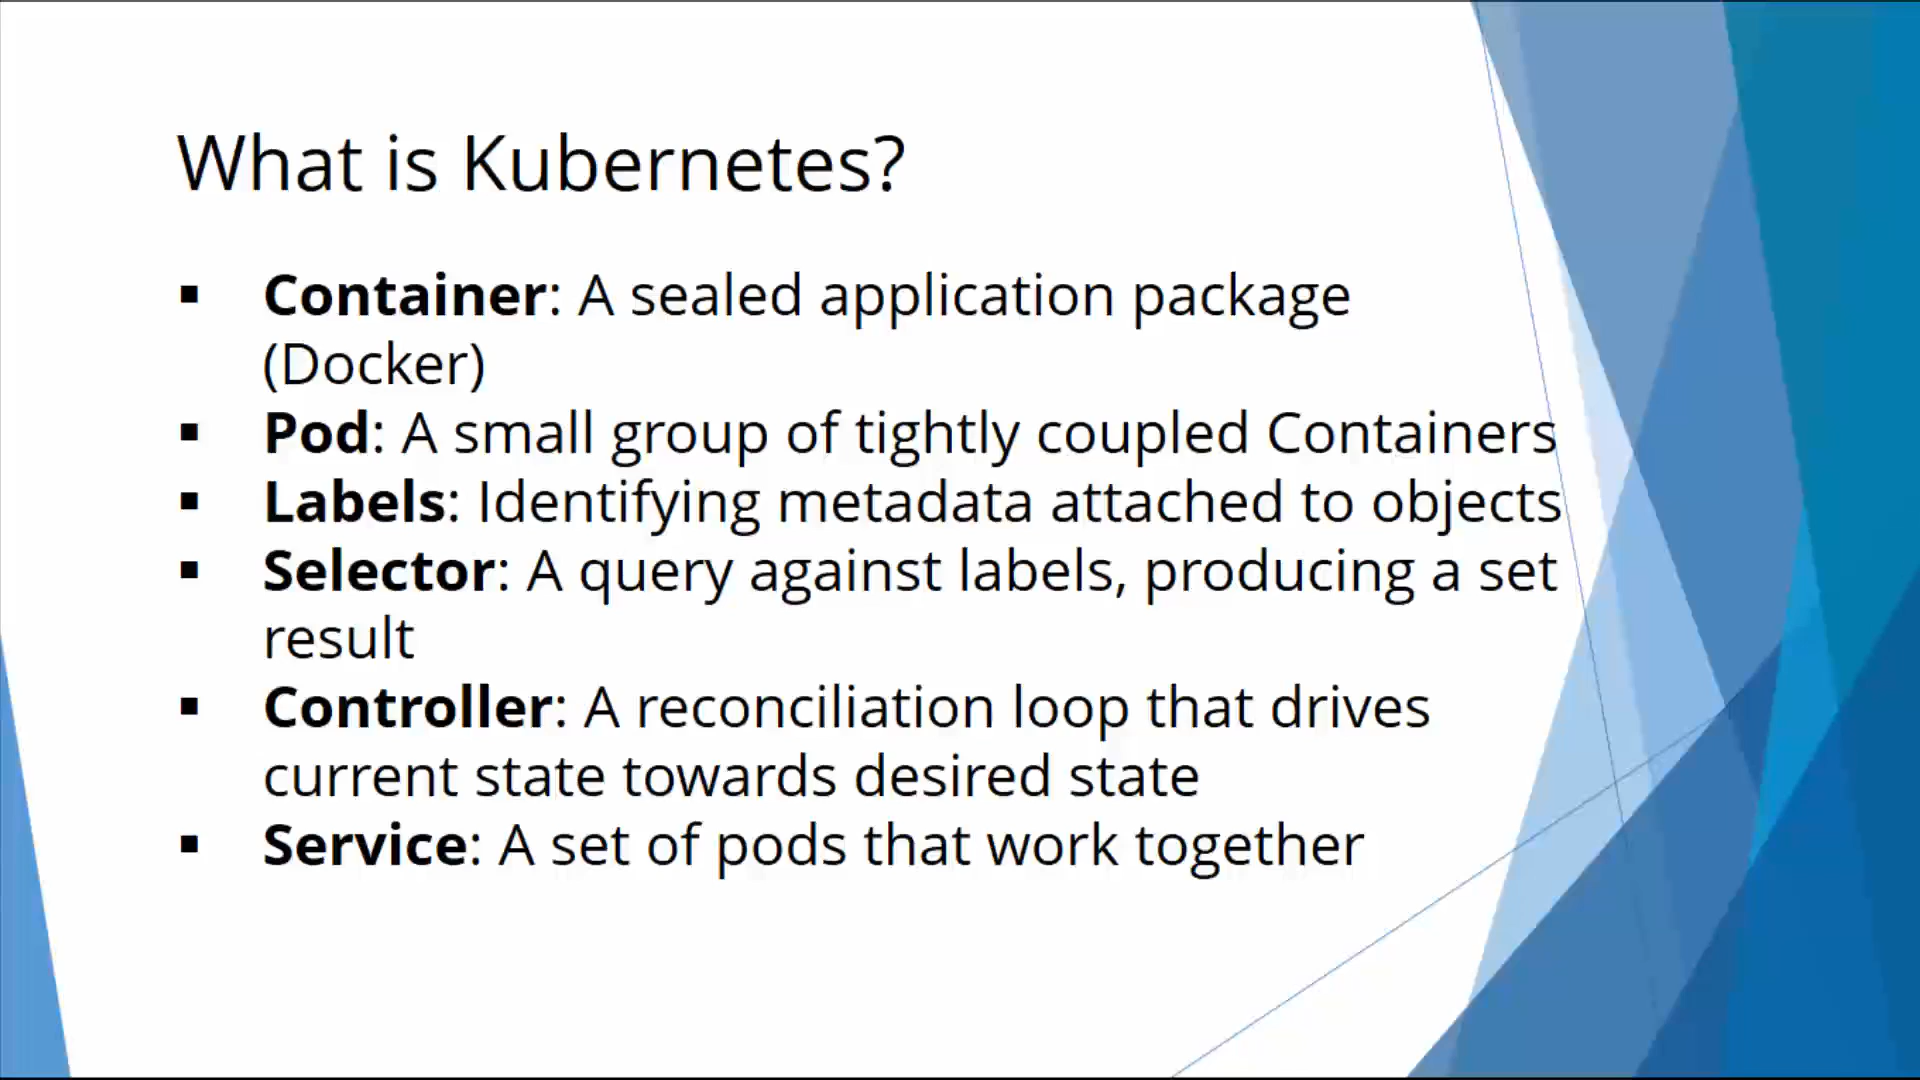 What is Kubernetes?
▪ Container: A sealed application package
(Docker)
▪ Pod: A small group of tightly coupled Containers
▪ Labels: Identifying metadata attached to objects
▪ Selector: A query against labels, producing a set
result
▪ Controller: A reconciliation loop that drives
current state towards desired state
▪ Service: A set of pods that work together